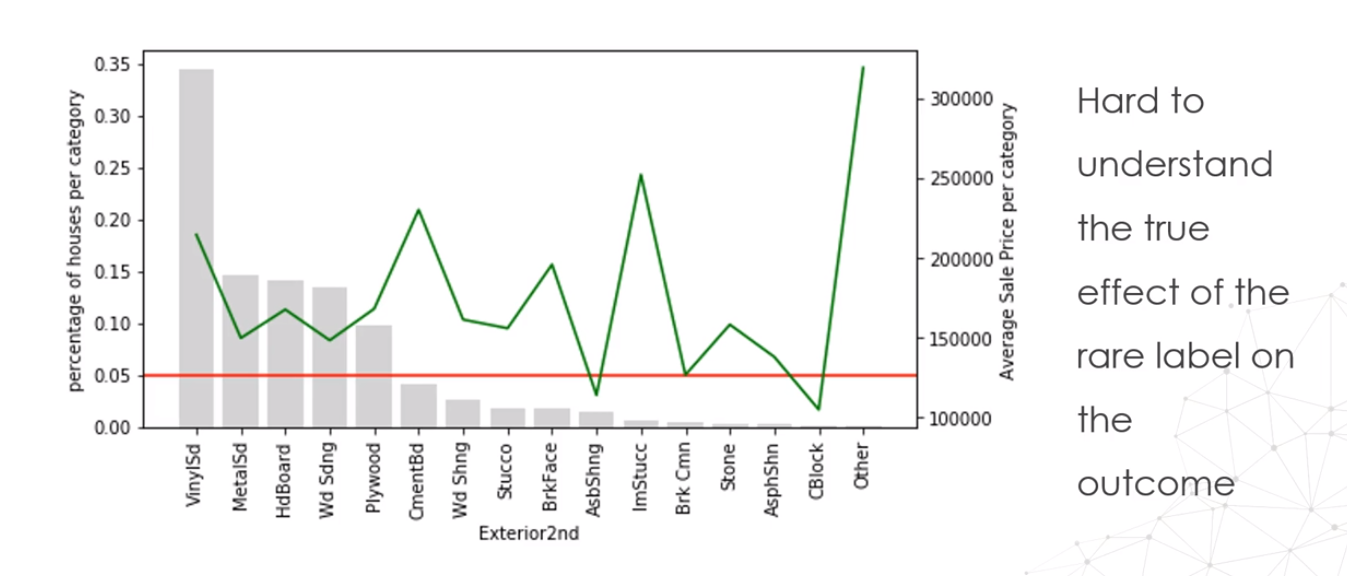 0.35
0.30
0.25
0.20
0.15
0.10
0.05
0.00
percentage of houses per category
300000
250000
200000
150000
100000
Average Sale Price per category
VinylSd
MetalSd
HdBoard
Wd Sdng
Plywood
CmentBd
Wd Shng
Stucco
BrkFace
AsbShng
ImStucc
Brk Cmn
Stone
AsphShn
CBlock
Other
Exterior2nd
Hard to
understand
the true
effect of the
rare label on
the
outcome